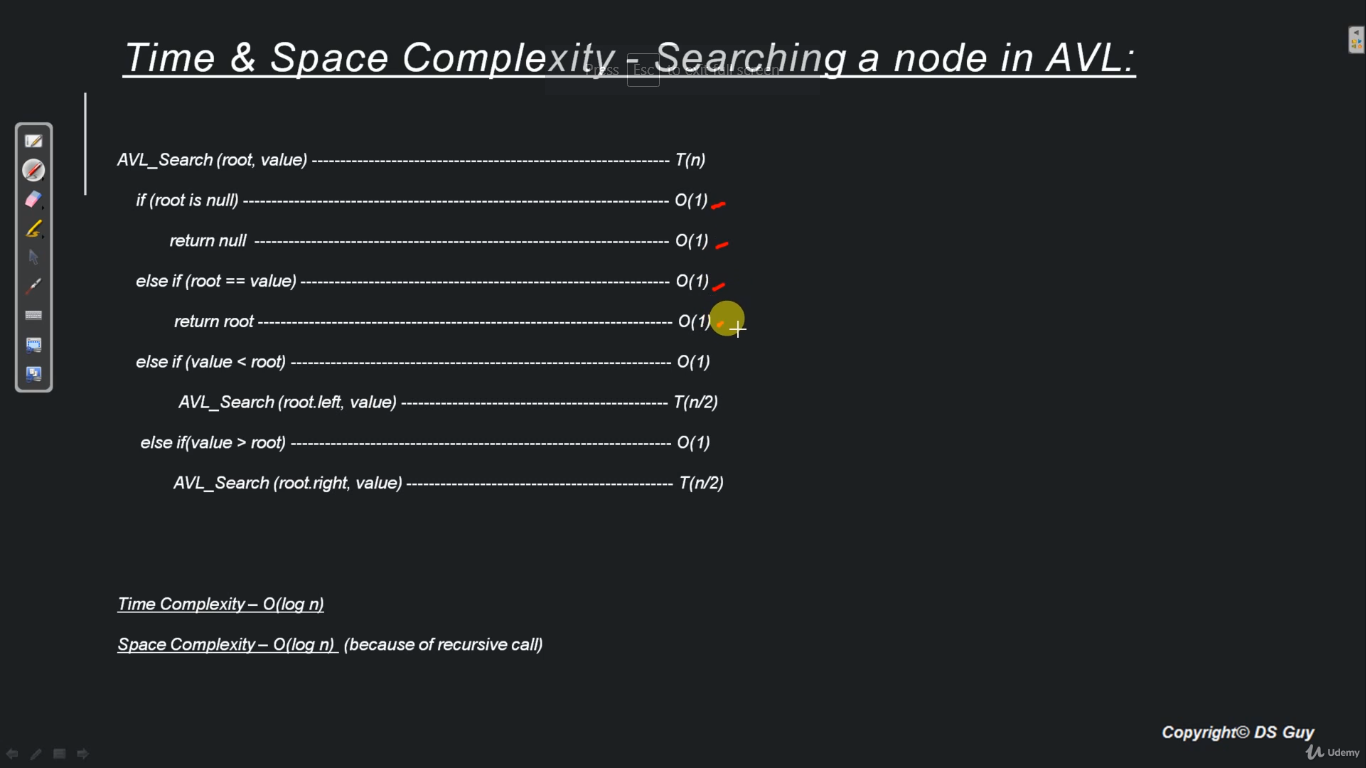 Time & Space Complexity - Searching a node in AVL:
Press Esc to exit full screen
AVL_Search (root, value) --------------------------------------------------------------- T(n)
if (root is null) --------------------------------------------------------------------------- O(1)
return null ------------------------------------------------------------------------- O(1)
else if (root == value) ----------------------------------------------------------------- O(1)
return root ------------------------------------------------------------------------- O(1)
else if (value < root) ------------------------------------------------------------------- O(1)
AVL_Search (root.left, value) ----------------------------------------------- T(n/2)
else if(value > root) ------------------------------------------------------------------- O(1)
AVL_Search (root.right, value) ----------------------------------------------- T(n/2)
Time Complexity – O(log n)
Space Complexity – O(log n) (because of recursive call)
Copyright© DS Guy
Udemy